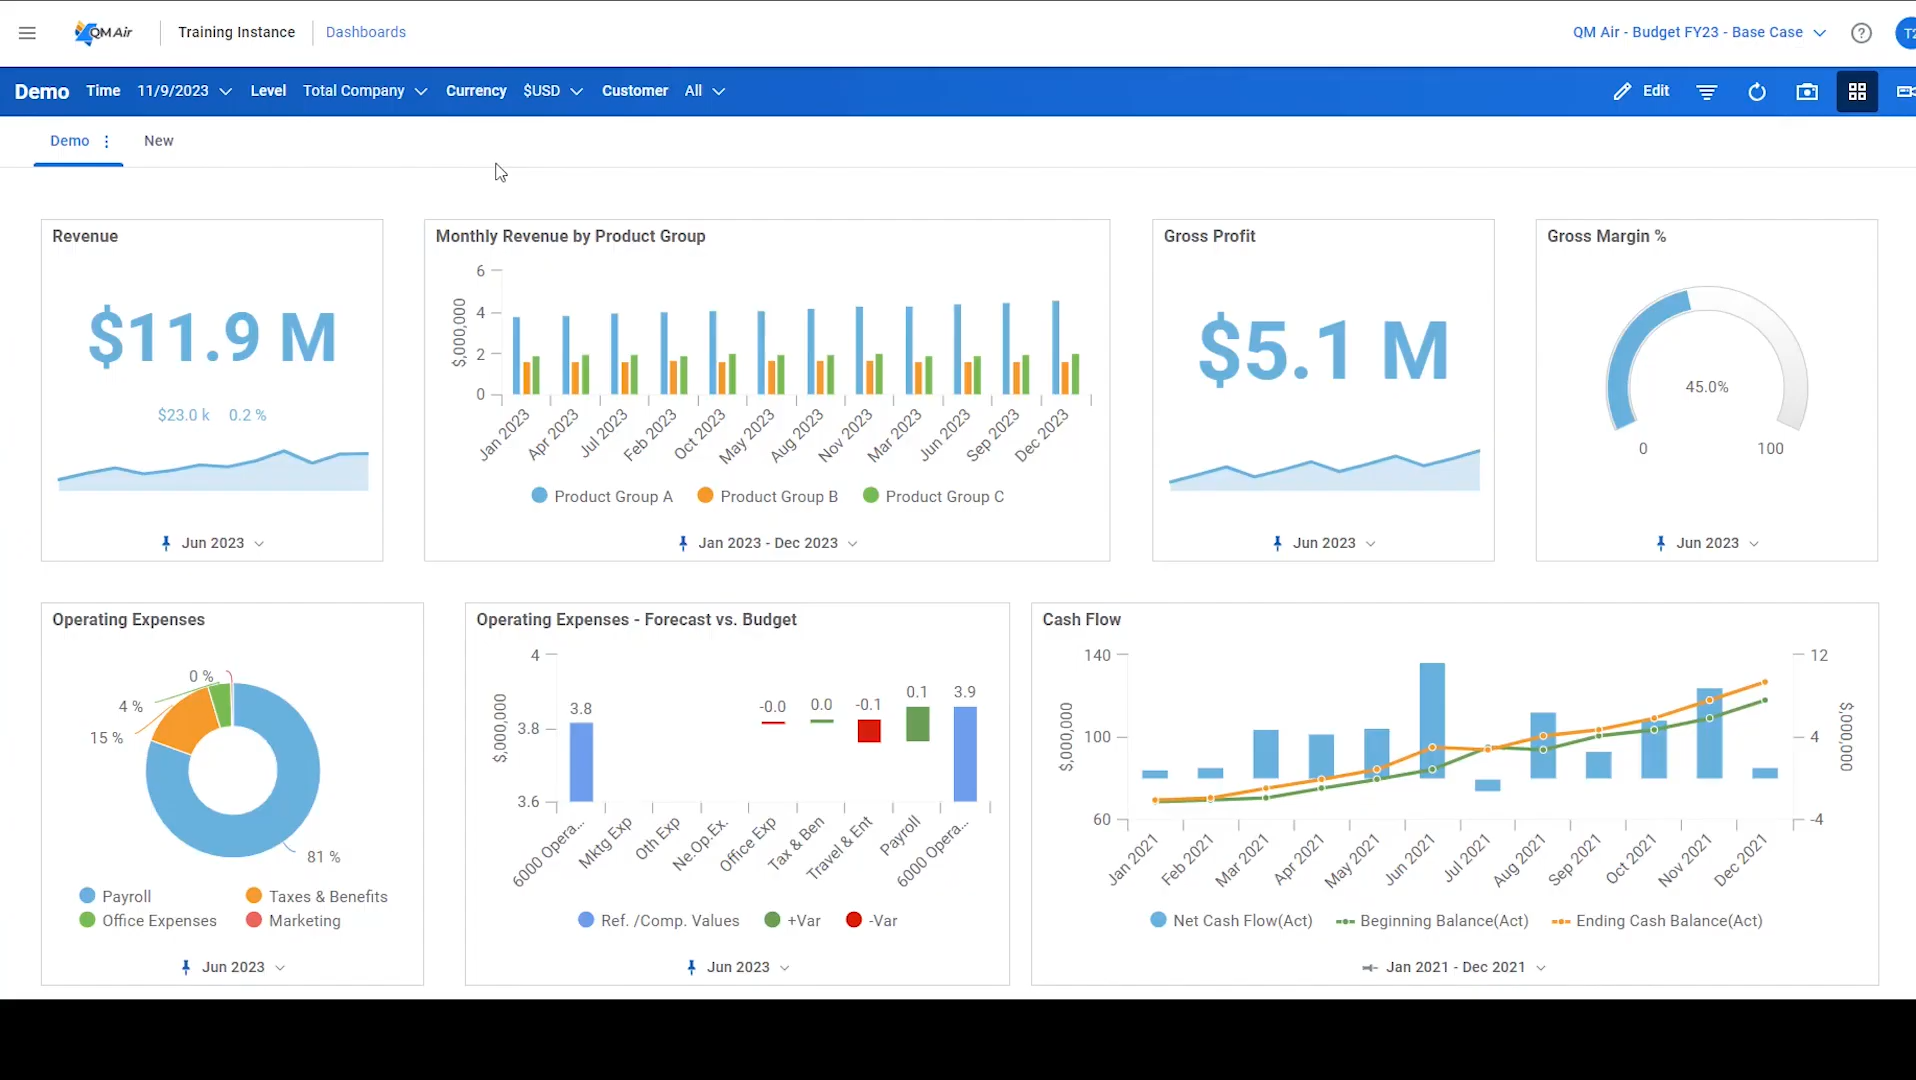 QM Air
Training Instance
Dashboards
QM Air - Budget FY23 - Base Case
?
Demo
Time 11/9/2023
Level Total Company
Currency $USD
Customer All
Edit
Demo
New
Revenue
$11.9 M
$23.0 k 0.2 %
Jun 2023
Monthly Revenue by Product Group
$,000,000
6
4
2
0
Jan 2023
Apr 2023
Jul 2023
Feb 2023
Oct 2023
May 2023
Aug 2023
Nov 2023
Mar 2023
Jun 2023
Sep 2023
Dec 2023
Product Group A
Product Group B
Product Group C
Jan 2023 - Dec 2023
Gross Profit
$5.1 M
Jun 2023
Gross Margin %
45.0%
0
100
Jun 2023
Operating Expenses
0 %
4 %
15 %
81 %
Payroll
Taxes & Benefits
Office Expenses
Marketing
Jun 2023
Operating Expenses - Forecast vs. Budget
$,000,000
4
3.8
3.6
3.8
-0.0
0.0
-0.1
0.1
3.9
6000 Opera...
Mktg Exp
Oth Exp
Ne.Op.Ex.
Office Exp
Tax & Ben
Travel & Ent
Payroll
6000 Opera...
Ref. /Comp. Values
+Var
-Var
Jun 2023
Cash Flow
$,000,000
140
100
60
12
4
-4
$,000,000
Jan 2021
Feb 2021
Mar 2021
Apr 2021
May 2021
Jun 2021
Jul 2021
Aug 2021
Sep 2021
Oct 2021
Nov 2021
Dec 2021
Net Cash Flow(Act)
Beginning Balance(Act)
Ending Cash Balance(Act)
Jan 2021 - Dec 2021